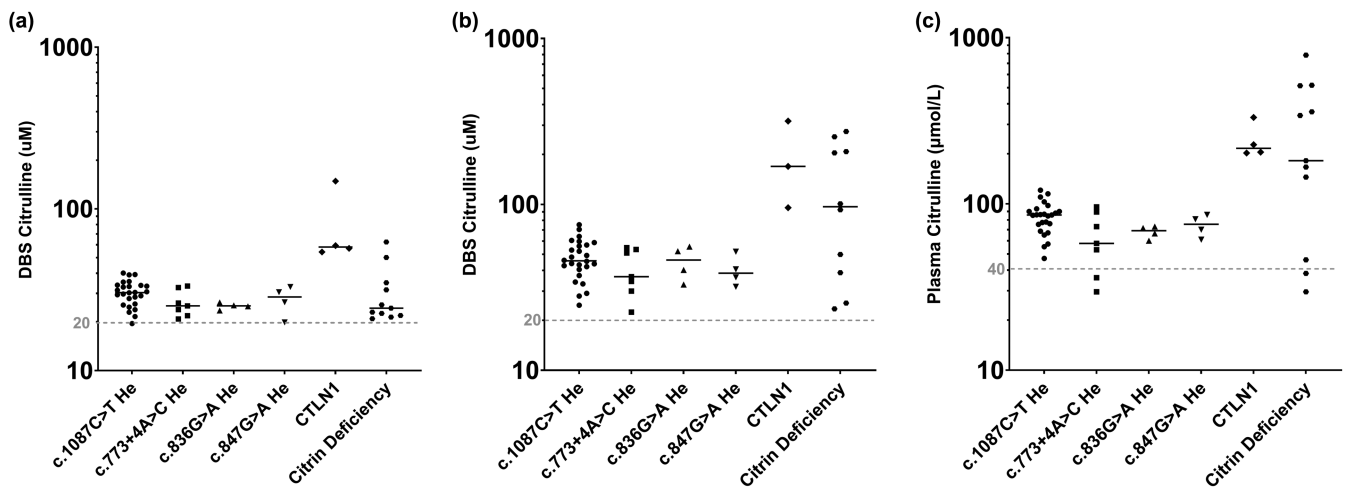 (a)
DBS Citrulline (uM)
1000
100
20
10
c.1087C>T He
c.773+4A>C He
c.836G>A He
c.847G>A He
CTLN1
Citrin Deficiency
(b)
DBS Citrulline (uM)
1000
100
20
10
c.1087C>T He
c.773+4A>C He
c.836G>A He
c.847G>A He
CTLN1
Citrin Deficiency
(c)
Plasma Citrulline (μmol/L)
1000
100
40
10
c.1087C>T He
c.773+4A>C He
c.836G>A He
c.847G>A He
CTLN1
Citrin Deficiency